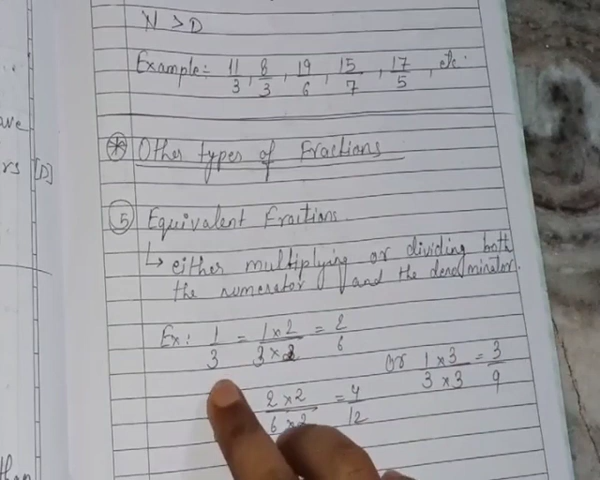 N > D
Example:- 11/3, 8/3, 19/6, 15/7, 17/5, etc.
* Other types of Fractions
5 Equivalent Fractions
↳ either multiplying or dividing both
the numerator and the denominator.
Ex: 1/3 = 1×2/3×2 = 2/6
Or 1×3/3×3 = 3/9
2×2/6×2 = 4/12
rs [D]